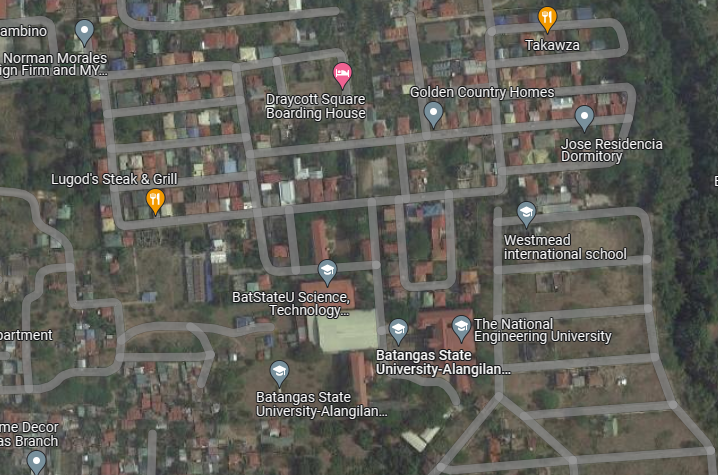 ambino
Norman Morales
ign Firm and MY...
Takawza
Draycott Square
Boarding House
Golden Country Homes
Jose Residencia
Dormitory
Lugod's Steak & Grill
Westmead
international school
BatStateU Science,
Technology...
The National
Engineering University
Batangas State
University-Alangilan...
Batangas State
University-Alangilan...
partment
me Decor
as Branch
E